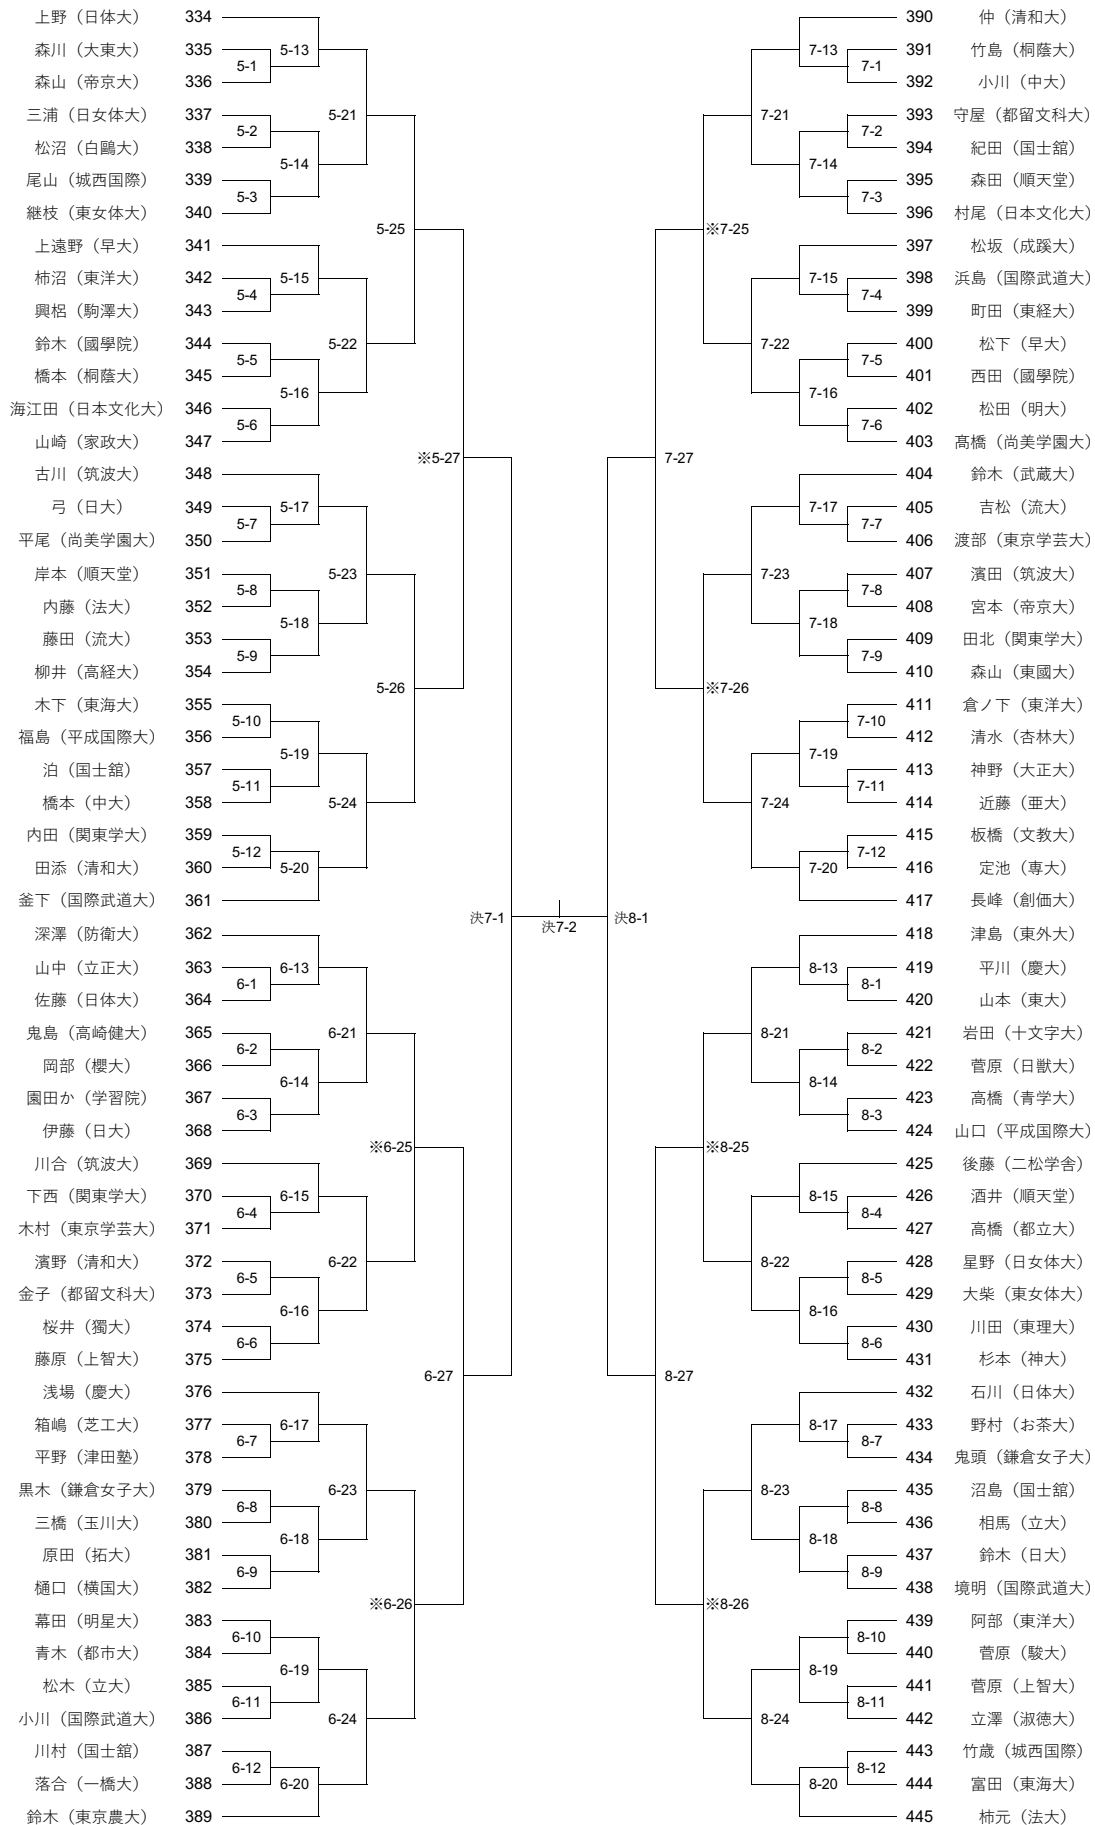 上野（日体大） 334
森川（大東大） 335
5-1
5-13
森山（帝京大） 336
三浦（日女体大） 337
5-2
5-21
松沼（白鷗大） 338
5-14
尾山（城西国際） 339
5-3
継枝（東女体大） 340
5-25
上遠野（早大） 341
柿沼（東洋大） 342
5-4
5-15
興梠（駒澤大） 343
鈴木（國學院） 344
5-5
5-22
橋本（桐蔭大） 345
5-16
海江田（日本文化大） 346
5-6
山崎（家政大） 347
※5-27
古川（筑波大） 348
弓（日大） 349
5-7
5-17
平尾（尚美学園大） 350
岸本（順天堂） 351
5-8
5-23
内藤（法大） 352
5-18
藤田（流大） 353
5-9
柳井（高経大） 354
5-26
木下（東海大） 355
5-10
福島（平成国際大） 356
5-19
泊（国士舘） 357
5-11
橋本（中大） 358
5-24
内田（関東学大） 359
5-12
田添（清和大） 360
5-20
釜下（国際武道大） 361
決7-1
決7-2
決8-1
深澤（防衛大） 362
山中（立正大） 363
6-1
6-13
佐藤（日体大） 364
鬼島（高崎健大） 365
6-2
6-21
岡部（櫻大） 366
6-14
園田か（学習院） 367
6-3
伊藤（日大） 368
※6-25
川合（筑波大） 369
下西（関東学大） 370
6-4
6-15
木村（東京学芸大） 371
濱野（清和大） 372
6-5
6-22
金子（都留文科大） 373
6-16
桜井（獨大） 374
6-6
藤原（上智大） 375
6-27
浅場（慶大） 376
箱嶋（芝工大） 377
6-7
6-17
平野（津田塾） 378
黒木（鎌倉女子大） 379
6-8
6-23
三橋（玉川大） 380
6-18
原田（拓大） 381
6-9
樋口（横国大） 382
※6-26
幕田（明星大） 383
6-10
青木（都市大） 384
6-19
松木（立大） 385
6-11
小川（国際武道大） 386
6-24
川村（国士舘） 387
6-12
落合（一橋大） 388
6-20
鈴木（東京農大） 389
390 仲（清和大）
391 竹島（桐蔭大）
7-13
7-1
392 小川（中大）
393 守屋（都留文科大）
7-21
7-2
394 紀田（国士舘）
7-14
395 森田（順天堂）
7-3
396 村尾（日本文化大）
※7-25
397 松坂（成蹊大）
398 浜島（国際武道大）
7-15
7-4
399 町田（東経大）
400 松下（早大）
7-22
7-5
401 西田（國學院）
7-16
402 松田（明大）
7-6
403 髙橋（尚美学園大）
7-27
404 鈴木（武蔵大）
405 吉松（流大）
7-17
7-7
406 渡部（東京学芸大）
407 濱田（筑波大）
7-23
7-8
408 宮本（帝京大）
7-18
409 田北（関東学大）
7-9
410 森山（東國大）
※7-26
411 倉ノ下（東洋大）
7-10
412 清水（杏林大）
7-19
413 神野（大正大）
7-11
414 近藤（亜大）
7-24
415 板橋（文教大）
7-12
416 定池（専大）
7-20
417 長峰（創価大）
418 津島（東外大）
419 平川（慶大）
8-13
8-1
420 山本（東大）
421 岩田（十文字大）
8-21
8-2
422 菅原（日獣大）
8-14
423 高橋（青学大）
8-3
424 山口（平成国際大）
※8-25
425 後藤（二松学舎）
426 酒井（順天堂）
8-15
8-4
427 高橋（都立大）
428 星野（日女体大）
8-22
8-5
429 大柴（東女体大）
8-16
430 川田（東理大）
8-6
431 杉本（神大）
8-27
432 石川（日体大）
433 野村（お茶大）
8-17
8-7
434 鬼頭（鎌倉女子大）
435 沼島（国士舘）
8-23
8-8
436 相馬（立大）
8-18
437 鈴木（日大）
8-9
438 境明（国際武道大）
※8-26
439 阿部（東洋大）
8-10
440 菅原（駿大）
8-19
441 菅原（上智大）
8-11
442 立澤（淑徳大）
8-24
443 竹歳（城西国際）
8-12
444 富田（東海大）
8-20
445 柿元（法大）